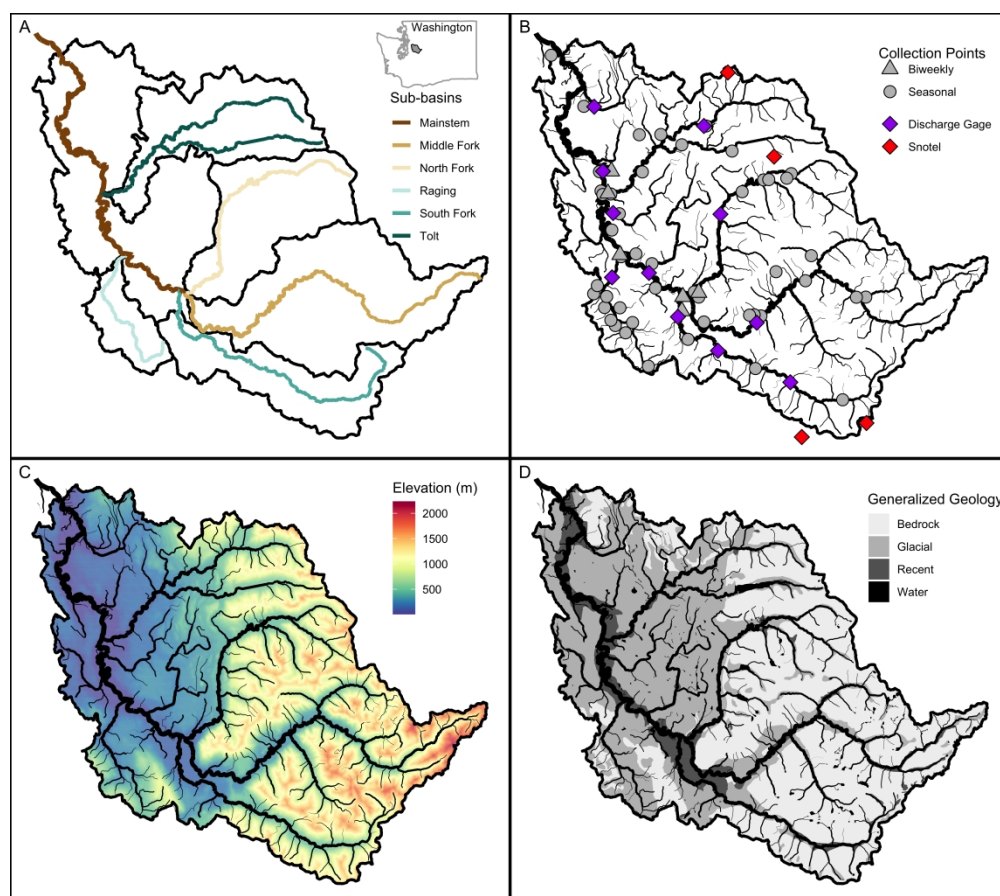 A
Washington
Sub-basins
Mainstem
Middle Fork
North Fork
Raging
South Fork
Tolt
B
Collection Points
Biweekly
Seasonal
Discharge Gage
Snotel
C
Elevation (m)
2000
1500
1000
500
D
Generalized Geology
Bedrock
Glacial
Recent
Water